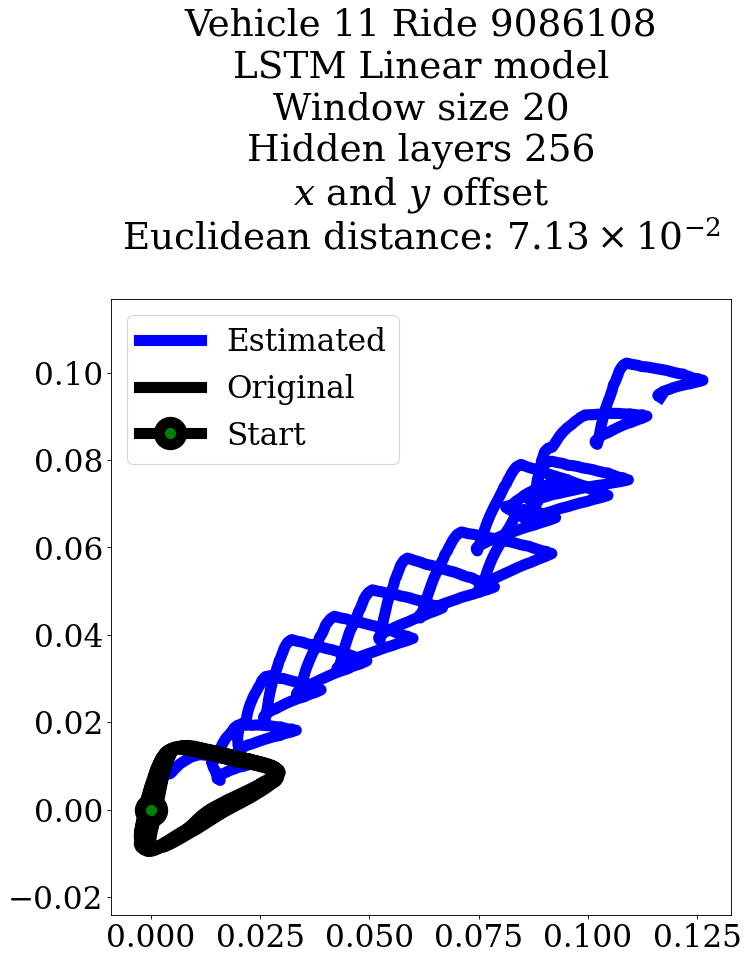 Vehicle 11 Ride 9086108
LSTM Linear model
Window size 20
Hidden layers 256
x and y offset
Euclidean distance: 7.13 × 10⁻²
Estimated
Original
Start
0.10
0.08
0.06
0.04
0.02
0.00
−0.02
0.000 0.025 0.050 0.075 0.100 0.125